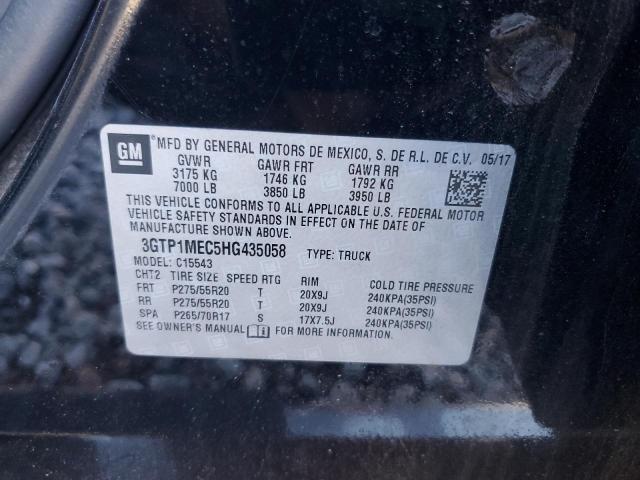 GM
MFD BY GENERAL MOTORS DE MEXICO, S. DE R.L. DE C.V. 05/17
GVWR GAWR FRT GAWR RR
3175 KG 1746 KG 1792 KG
7000 LB 3850 LB 3950 LB
THIS VEHICLE CONFORMS TO ALL APPLICABLE U.S. FEDERAL MOTOR
VEHICLE SAFETY STANDARDS IN EFFECT ON THE DATE OF
MANUFACTURE SHOWN ABOVE.
3GTP1MEC5HG435058 TYPE: TRUCK
MODEL: C15543
CHT2 TIRE SIZE SPEED RTG RIM COLD TIRE PRESSURE
FRT P275/55R20 T 20X9J 240KPA(35PSI)
RR P275/55R20 T 20X9J 240KPA(35PSI)
SPA P265/70R17 S 17X7.5J 240KPA(35PSI)
SEE OWNER'S MANUAL FOR MORE INFORMATION.